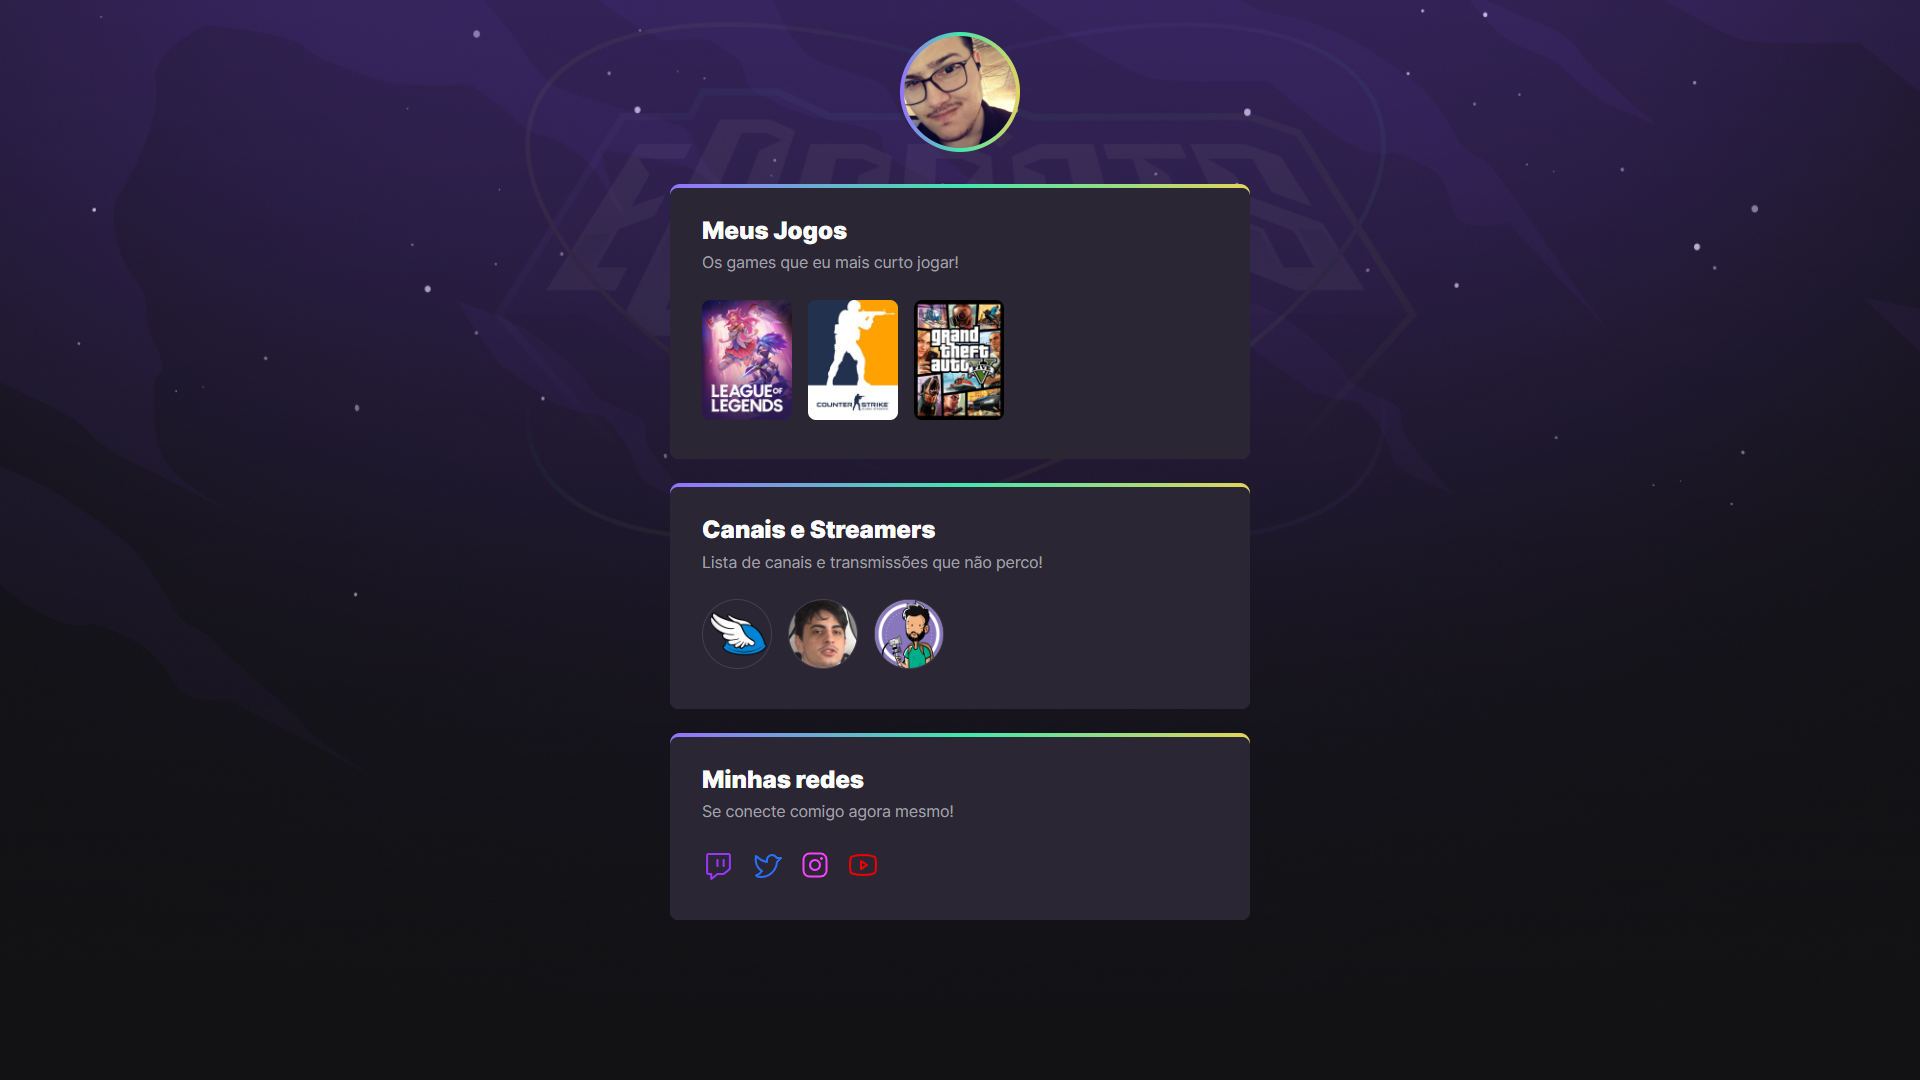 Meus Jogos
Os games que eu mais curto jogar!
LEAGUE OF
LEGENDS
COUNTER STRIKE
grand
theft
auto
V
Canais e Streamers
Lista de canais e transmissões que não perco!
Minhas redes
Se conecte comigo agora mesmo!